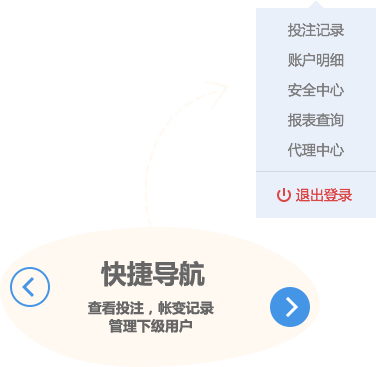 投注记录
账户明细
安全中心
报表查询
代理中心
退出登录
快捷导航
查看投注，帐变记录
管理下级用户